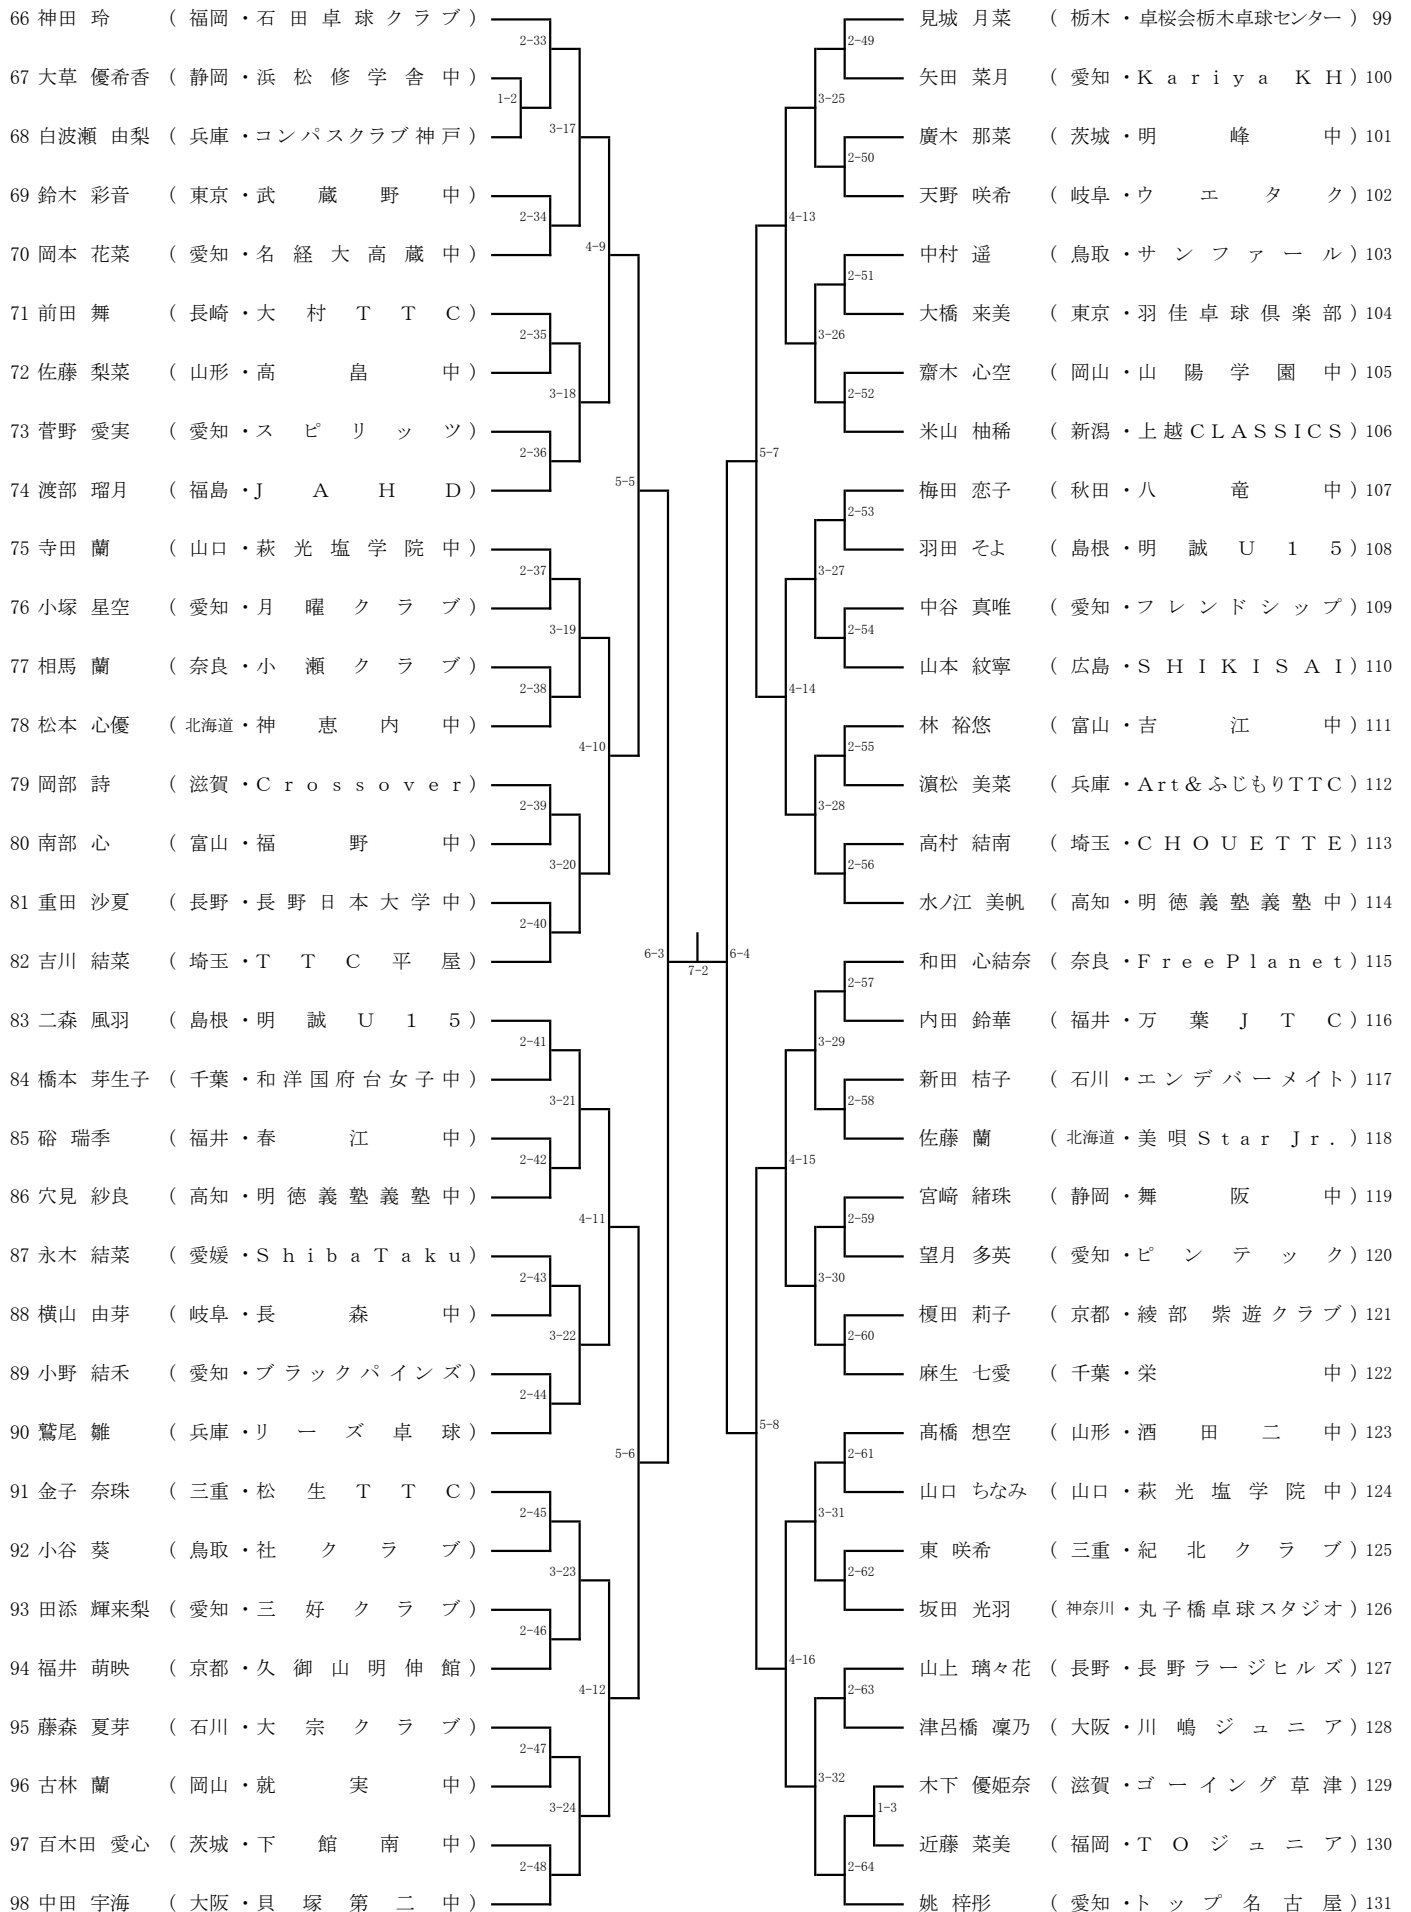 66 神田 玲 ( 福岡 ・石田卓球クラブ )
2-33
67 大草 優希香 ( 静岡 ・浜松修学舎中 )
1-2
68 白波瀬 由梨 ( 兵庫 ・コンパスクラブ神戸 )
3-17
69 鈴木 彩音 ( 東京 ・武蔵野中 )
2-34
70 岡本 花菜 ( 愛知 ・名経大高蔵中 )
4-9
71 前田 舞 ( 長崎 ・大村TTC )
2-35
72 佐藤 梨菜 ( 山形 ・高畠中 )
3-18
73 菅野 愛実 ( 愛知 ・スピリッツ )
2-36
74 渡部 瑠月 ( 福島 ・JAHD )
5-5
75 寺田 蘭 ( 山口 ・萩光塩学院中 )
2-37
76 小塚 星空 ( 愛知 ・月曜クラブ )
3-19
77 相馬 蘭 ( 奈良 ・小瀬クラブ )
2-38
78 松本 心優 ( 北海道 ・神恵内中 )
4-10
79 岡部 詩 ( 滋賀 ・Crossover )
2-39
80 南部 心 ( 富山 ・福野中 )
3-20
81 重田 沙夏 ( 長野 ・長野日本大学中 )
2-40
82 吉川 結菜 ( 埼玉 ・TTC平屋 )
6-3
7-2
83 二森 風羽 ( 島根 ・明誠U15 )
2-41
84 橋本 芽生子 ( 千葉 ・和洋国府台女子中 )
3-21
85 硲 瑞季 ( 福井 ・春江中 )
2-42
86 穴見 紗良 ( 高知 ・明徳義塾義塾中 )
4-11
87 永木 結菜 ( 愛媛 ・ShibaTaku )
2-43
88 横山 由芽 ( 岐阜 ・長森中 )
3-22
89 小野 結禾 ( 愛知 ・ブラックパインズ )
2-44
90 鷲尾 雛 ( 兵庫 ・リーズ卓球 )
5-6
91 金子 奈珠 ( 三重 ・松生TTC )
2-45
92 小谷 葵 ( 鳥取 ・社クラブ )
3-23
93 田添 輝来梨 ( 愛知 ・三好クラブ )
2-46
94 福井 萌映 ( 京都 ・久御山明伸館 )
4-12
95 藤森 夏芽 ( 石川 ・大宗クラブ )
2-47
96 古林 蘭 ( 岡山 ・就実中 )
3-24
97 百木田 愛心 ( 茨城 ・下館南中 )
2-48
98 中田 宇海 ( 大阪 ・貝塚第二中 )
見城 月菜 ( 栃木 ・卓桜会栃木卓球センター ) 99
2-49
矢田 菜月 ( 愛知 ・Kariya KH ) 100
3-25
廣木 那菜 ( 茨城 ・明峰中 ) 101
2-50
天野 咲希 ( 岐阜 ・ウエタク ) 102
4-13
中村 遥 ( 鳥取 ・サンファール ) 103
2-51
大橋 来美 ( 東京 ・羽佳卓球倶楽部 ) 104
3-26
齋木 心空 ( 岡山 ・山陽学園中 ) 105
2-52
米山 柚稀 ( 新潟 ・上越CLASSICS ) 106
5-7
梅田 恋子 ( 秋田 ・八竜中 ) 107
2-53
羽田 そよ ( 島根 ・明誠U15 ) 108
3-27
中谷 真唯 ( 愛知 ・フレンドシップ ) 109
2-54
山本 紋寧 ( 広島 ・SHIKISAI ) 110
4-14
林 裕悠 ( 富山 ・吉江中 ) 111
2-55
濵松 美菜 ( 兵庫 ・Art&ふじもりTTC ) 112
3-28
高村 結南 ( 埼玉 ・CHOUETTE ) 113
2-56
水ノ江 美帆 ( 高知 ・明徳義塾義塾中 ) 114
6-4
和田 心結奈 ( 奈良 ・FreePlanet ) 115
2-57
内田 鈴華 ( 福井 ・万葉JTC ) 116
3-29
新田 桔子 ( 石川 ・エンデバーメイト ) 117
2-58
佐藤 蘭 ( 北海道 ・美唄Star Jr. ) 118
4-15
宮﨑 緒珠 ( 静岡 ・舞阪中 ) 119
2-59
望月 多英 ( 愛知 ・ピンテック ) 120
3-30
榎田 莉子 ( 京都 ・綾部 紫遊クラブ ) 121
2-60
麻生 七愛 ( 千葉 ・栄中 ) 122
5-8
髙橋 想空 ( 山形 ・酒田二中 ) 123
2-61
山口 ちなみ ( 山口 ・萩光塩学院中 ) 124
3-31
東 咲希 ( 三重 ・紀北クラブ ) 125
2-62
坂田 光羽 ( 神奈川 ・丸子橋卓球スタジオ ) 126
4-16
山上 璃々花 ( 長野 ・長野ラージヒルズ ) 127
2-63
津呂橋 凜乃 ( 大阪 ・川嶋ジュニア ) 128
3-32
木下 優姫奈 ( 滋賀 ・ゴーイング草津 ) 129
1-3
近藤 菜美 ( 福岡 ・TOジュニア ) 130
2-64
姚 梓彤 ( 愛知 ・トップ名古屋 ) 131